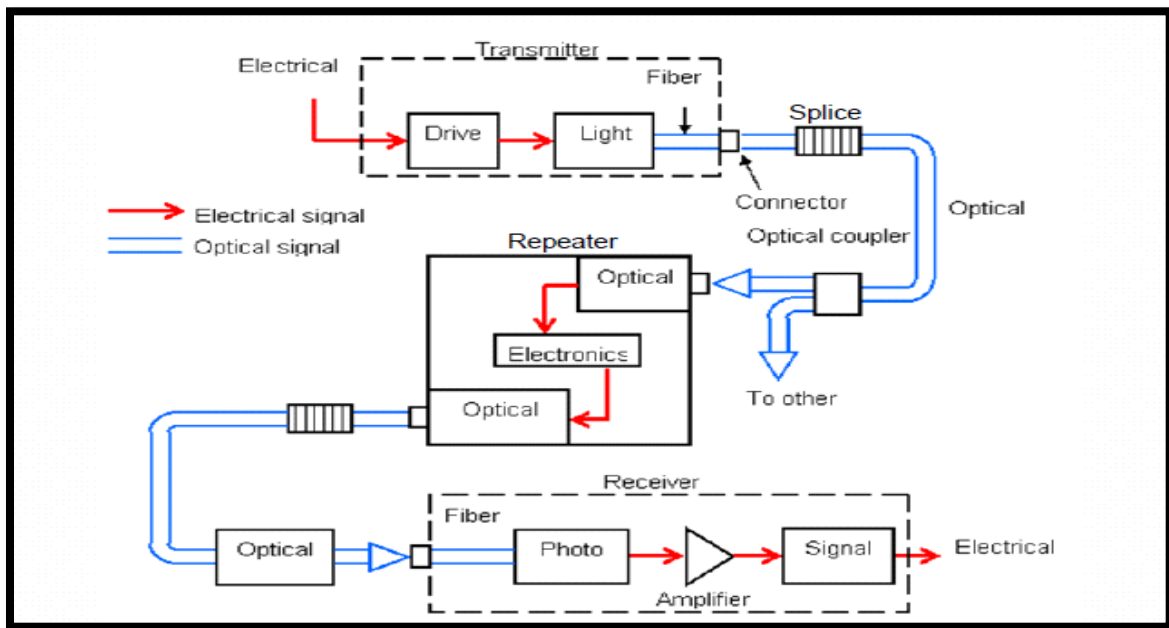 Transmitter
Electrical
Fiber
Splice
Drive
Light
Connector
Optical
Electrical signal
Optical signal
Optical coupler
Repeater
Optical
Electronics
To other
Optical
Receiver
Fiber
Optical
Photo
Signal
Electrical
Amplifier